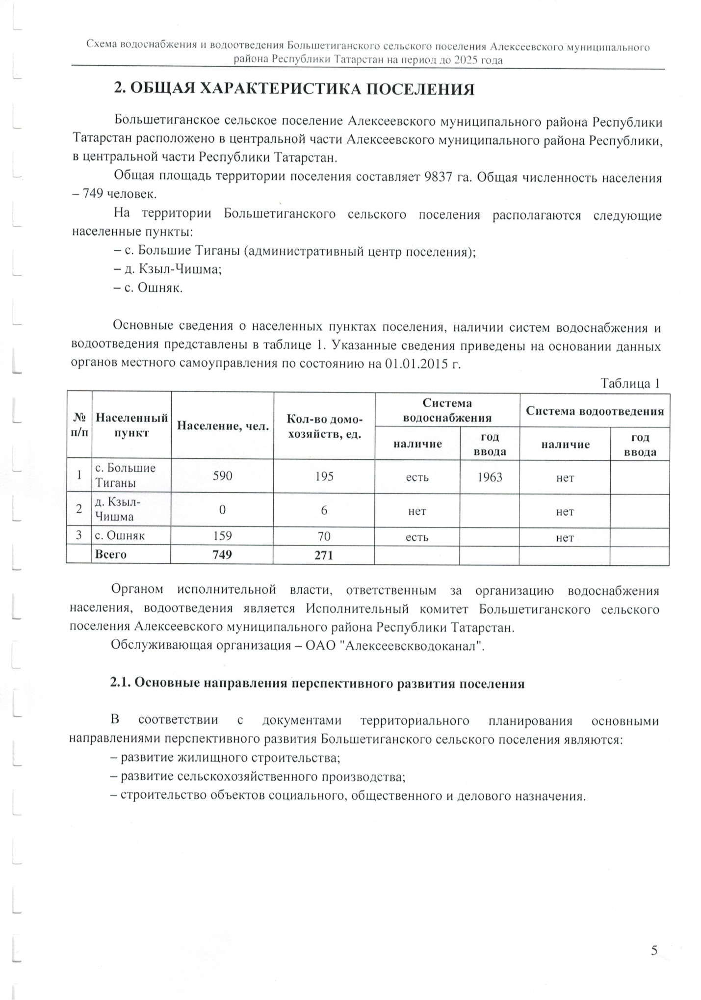 Схема водоснабжения и водоотведения Большетиганского сельского поселения Алексеевского муниципального
района Республики Татарстан на период до 2025 года
2. ОБЩАЯ ХАРАКТЕРИСТИКА ПОСЕЛЕНИЯ
Большетиганское сельское поселение Алексеевского муниципального района Республики
Татарстан расположено в центральной части Алексеевского муниципального района Республики,
в центральной части Республики Татарстан.
Общая площадь территории поселения составляет 9837 га. Общая численность населения
– 749 человек.
На территории Большетиганского сельского поселения располагаются следующие
населенные пункты:
– с. Большие Тиганы (административный центр поселения);
– д. Кзыл-Чишма;
– с. Ошняк.
Основные сведения о населенных пунктах поселения, наличии систем водоснабжения и
водоотведения представлены в таблице 1. Указанные сведения приведены на основании данных
органов местного самоуправления по состоянию на 01.01.2015 г.
Таблица 1
№ п/п Населенный пункт Население, чел. Кол-во домо-хозяйств, ед. Система водоснабжения Система водоотведения
наличие год ввода наличие год ввода
1 с. Большие Тиганы 590 195 есть 1963 нет
2 д. Кзыл-Чишма 0 6 нет нет
3 с. Ошняк 159 70 есть нет
Всего 749 271
Органом исполнительной власти, ответственным за организацию водоснабжения
населения, водоотведения является Исполнительный комитет Большетиганского сельского
поселения Алексеевского муниципального района Республики Татарстан.
Обслуживающая организация – ОАО "Алексеевскводоканал".
2.1. Основные направления перспективного развития поселения
В соответствии с документами территориального планирования основными
направлениями перспективного развития Большетиганского сельского поселения являются:
– развитие жилищного строительства;
– развитие сельскохозяйственного производства;
– строительство объектов социального, общественного и делового назначения.
5